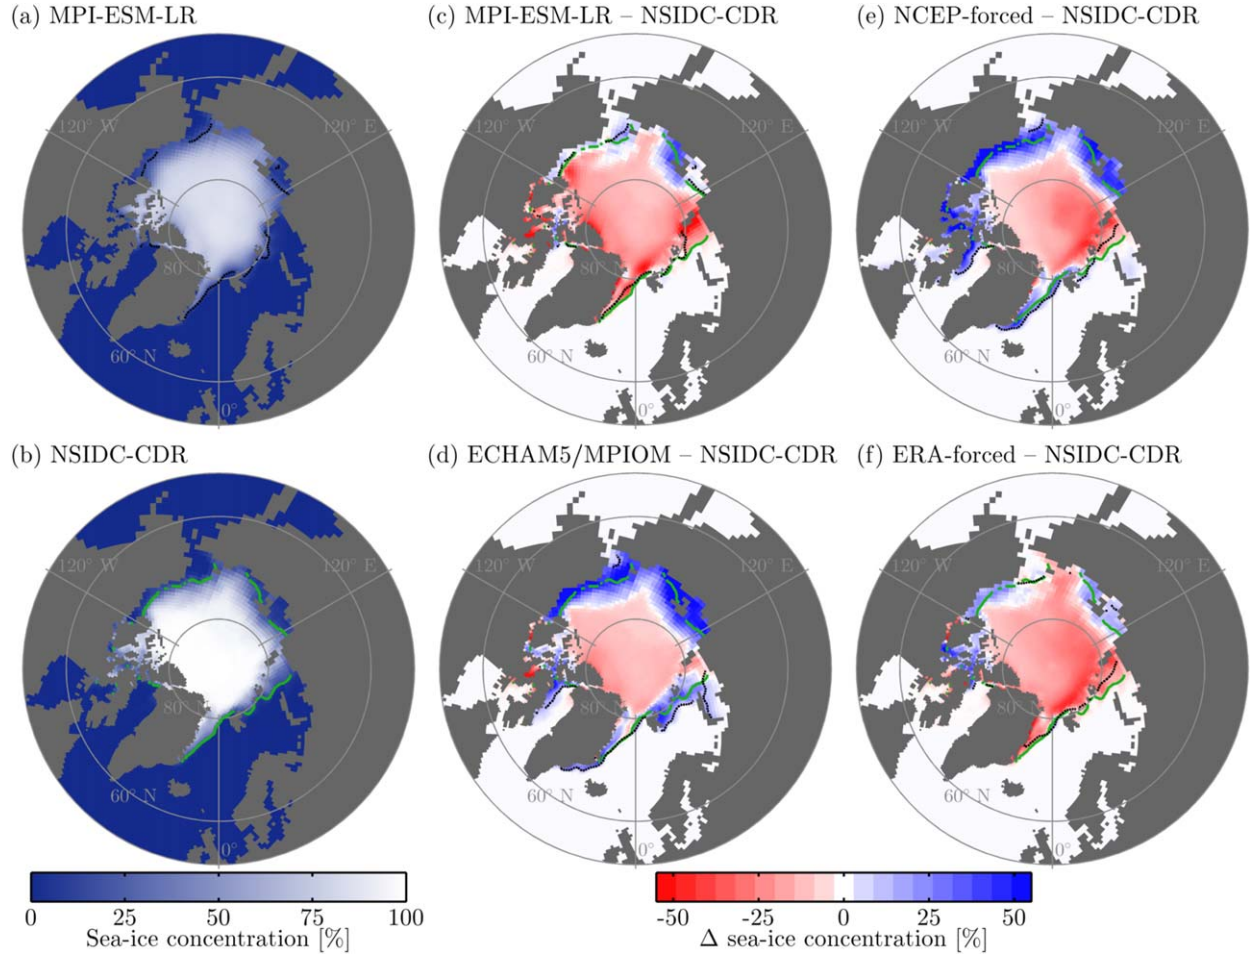 (a) MPI-ESM-LR
(c) MPI-ESM-LR – NSIDC-CDR
(e) NCEP-forced – NSIDC-CDR
120° W
120° E
120° W
120° E
120° W
120° E
80° N
80° N
80° N
60° N
60° N
60° N
0°
0°
0°
(b) NSIDC-CDR
(d) ECHAM5/MPIOM – NSIDC-CDR
(f) ERA-forced – NSIDC-CDR
120° W
120° E
120° W
120° E
120° W
120° E
80° N
80° N
80° N
60° N
60° N
60° N
0°
0°
0°
0 25 50 75 100
Sea-ice concentration [%]
-50 -25 0 25 50
Δ sea-ice concentration [%]